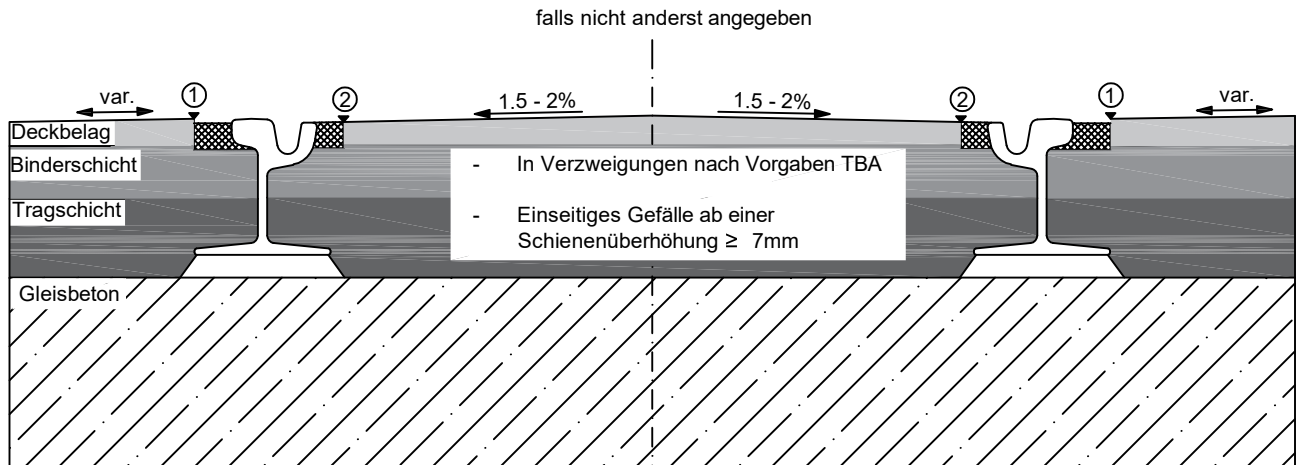 falls nicht anderst angegeben
var.
1
2
1.5 - 2%
1.5 - 2%
2
1
var.
Deckbelag
Binderschicht
Tragschicht
- In Verzweigungen nach Vorgaben TBA
- Einseitiges Gefälle ab einer
Schienenüberhöhung ≥ 7mm
Gleisbeton